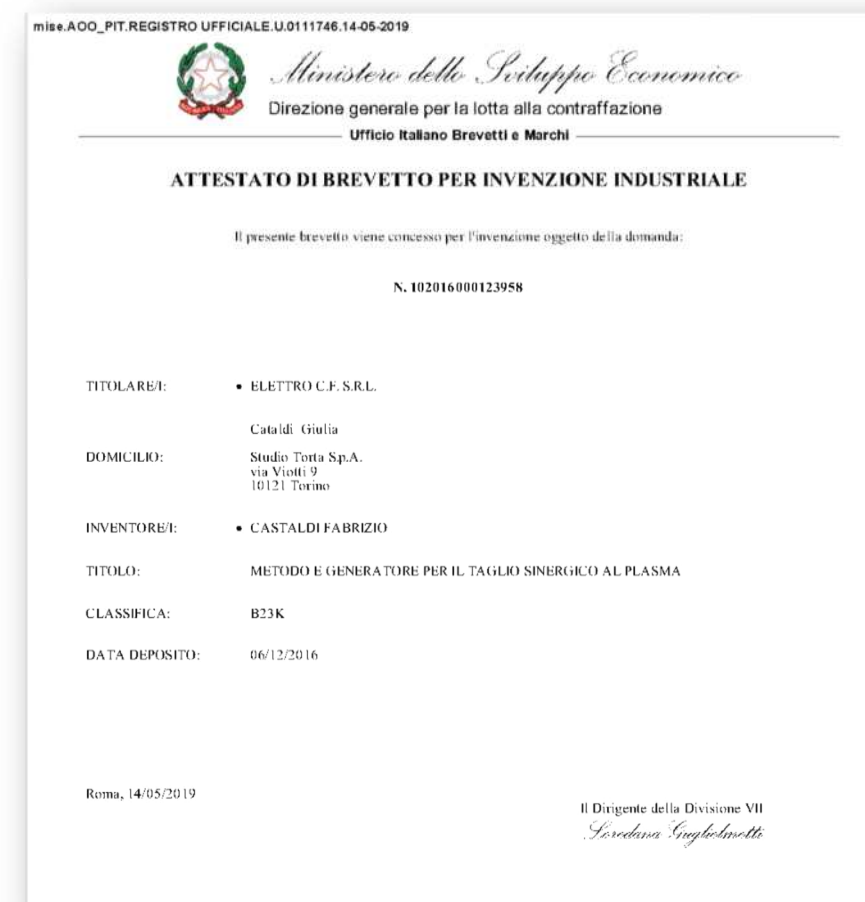 mise.AOO_PIT.REGISTRO UFFICIALE.U.0111746.14-05-2019
Ministero dello Sviluppo Economico
Direzione generale per la lotta alla contraffazione
Ufficio Italiano Brevetti e Marchi
ATTESTATO DI BREVETTO PER INVENZIONE INDUSTRIALE
Il presente brevetto viene concesso per l'invenzione oggetto della domanda:
N. 102016000123958
TITOLARE/I: • ELETTRO C.F. S.R.L.
Cataldi Giulia
DOMICILIO: Studio Torta S.p.A.
via Viotti 9
10121 Torino
INVENTORE/I: • CASTALDI FABRIZIO
TITOLO: METODO E GENERATORE PER IL TAGLIO SINERGICO AL PLASMA
CLASSIFICA: B23K
DATA DEPOSITO: 06/12/2016
Roma, 14/05/2019
Il Dirigente della Divisione VII
Loredana Guglielmetti